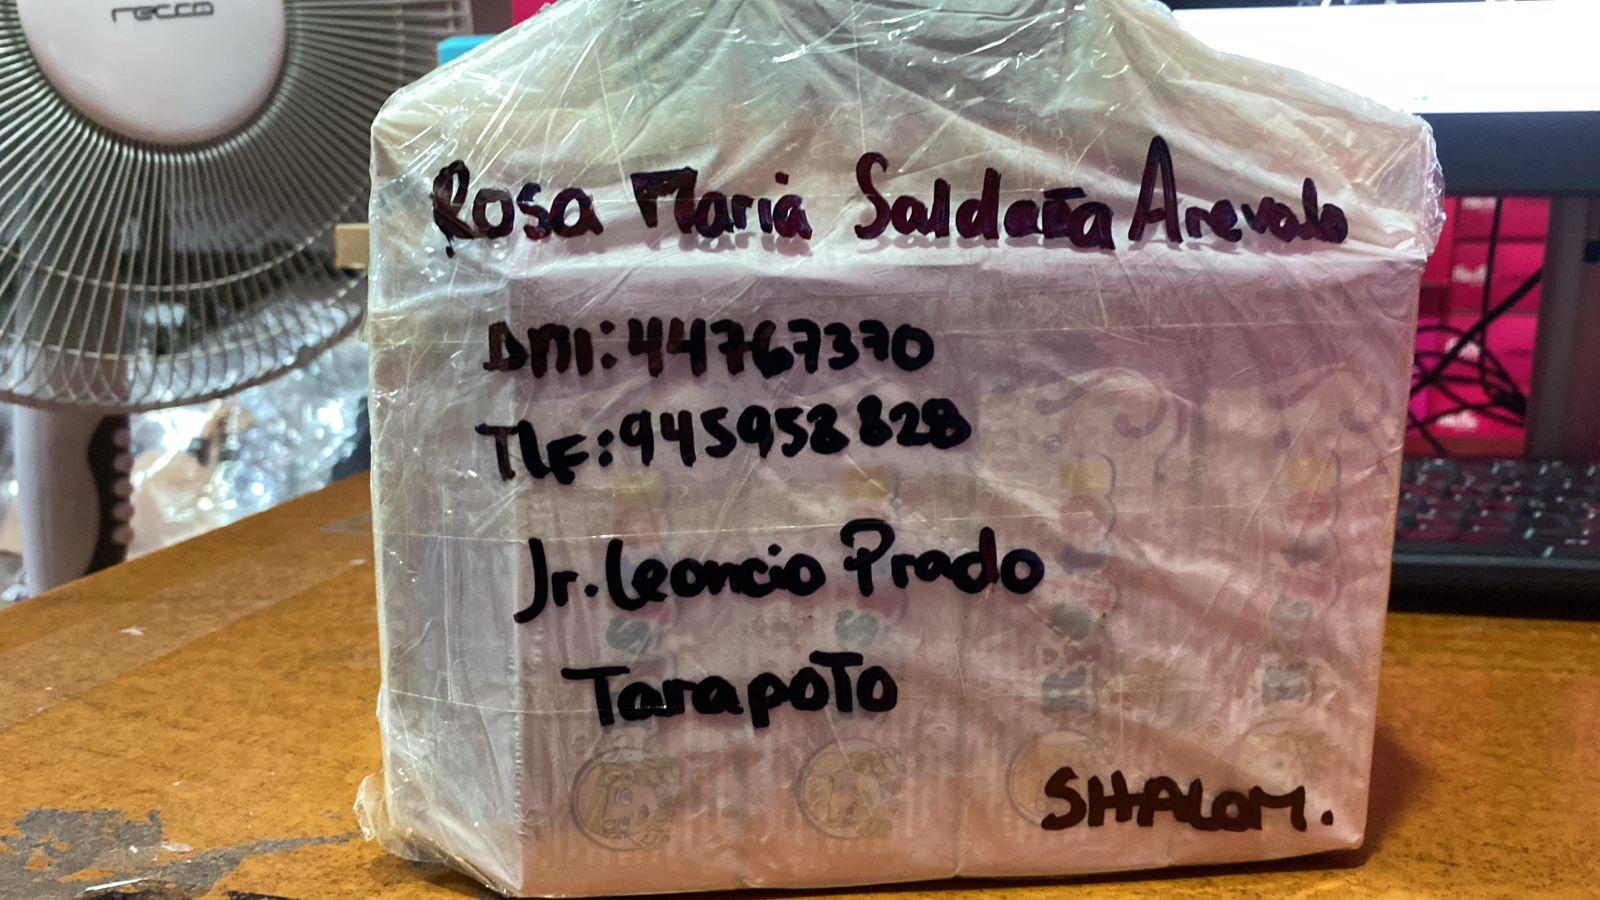 recco
Rosa Maria Saldaña Arevalo
DNI: 44767370
TLF: 945958828
Jr. Leoncio Prado
TarapoTo
SHALOM.